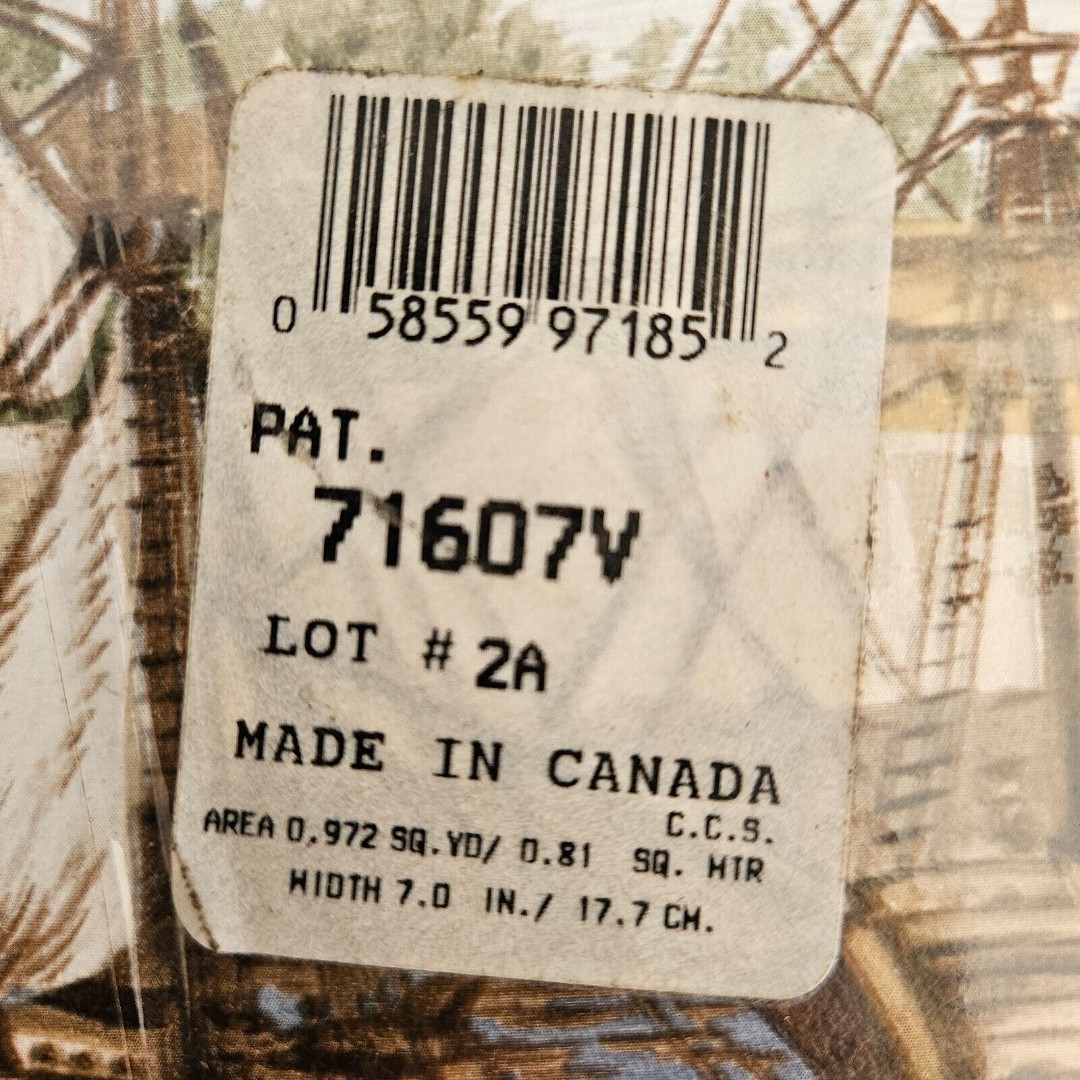 0 58559 97185 2
PAT.
71607V
LOT # 2A
MADE IN CANADA
C.C.S.
AREA 0.972 SQ.YD/ 0.81 SQ. MTR
WIDTH 7.0 IN./ 17.7 CM.